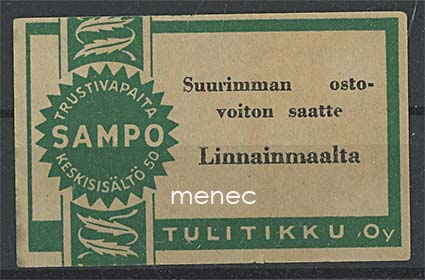 TRUSTIVAPAITA
SAMPO
KESKISISÄLTÖ 50
Suurimman osto-
voiton saatte
Linnainmaalta
menec
TULITIKKU Oy